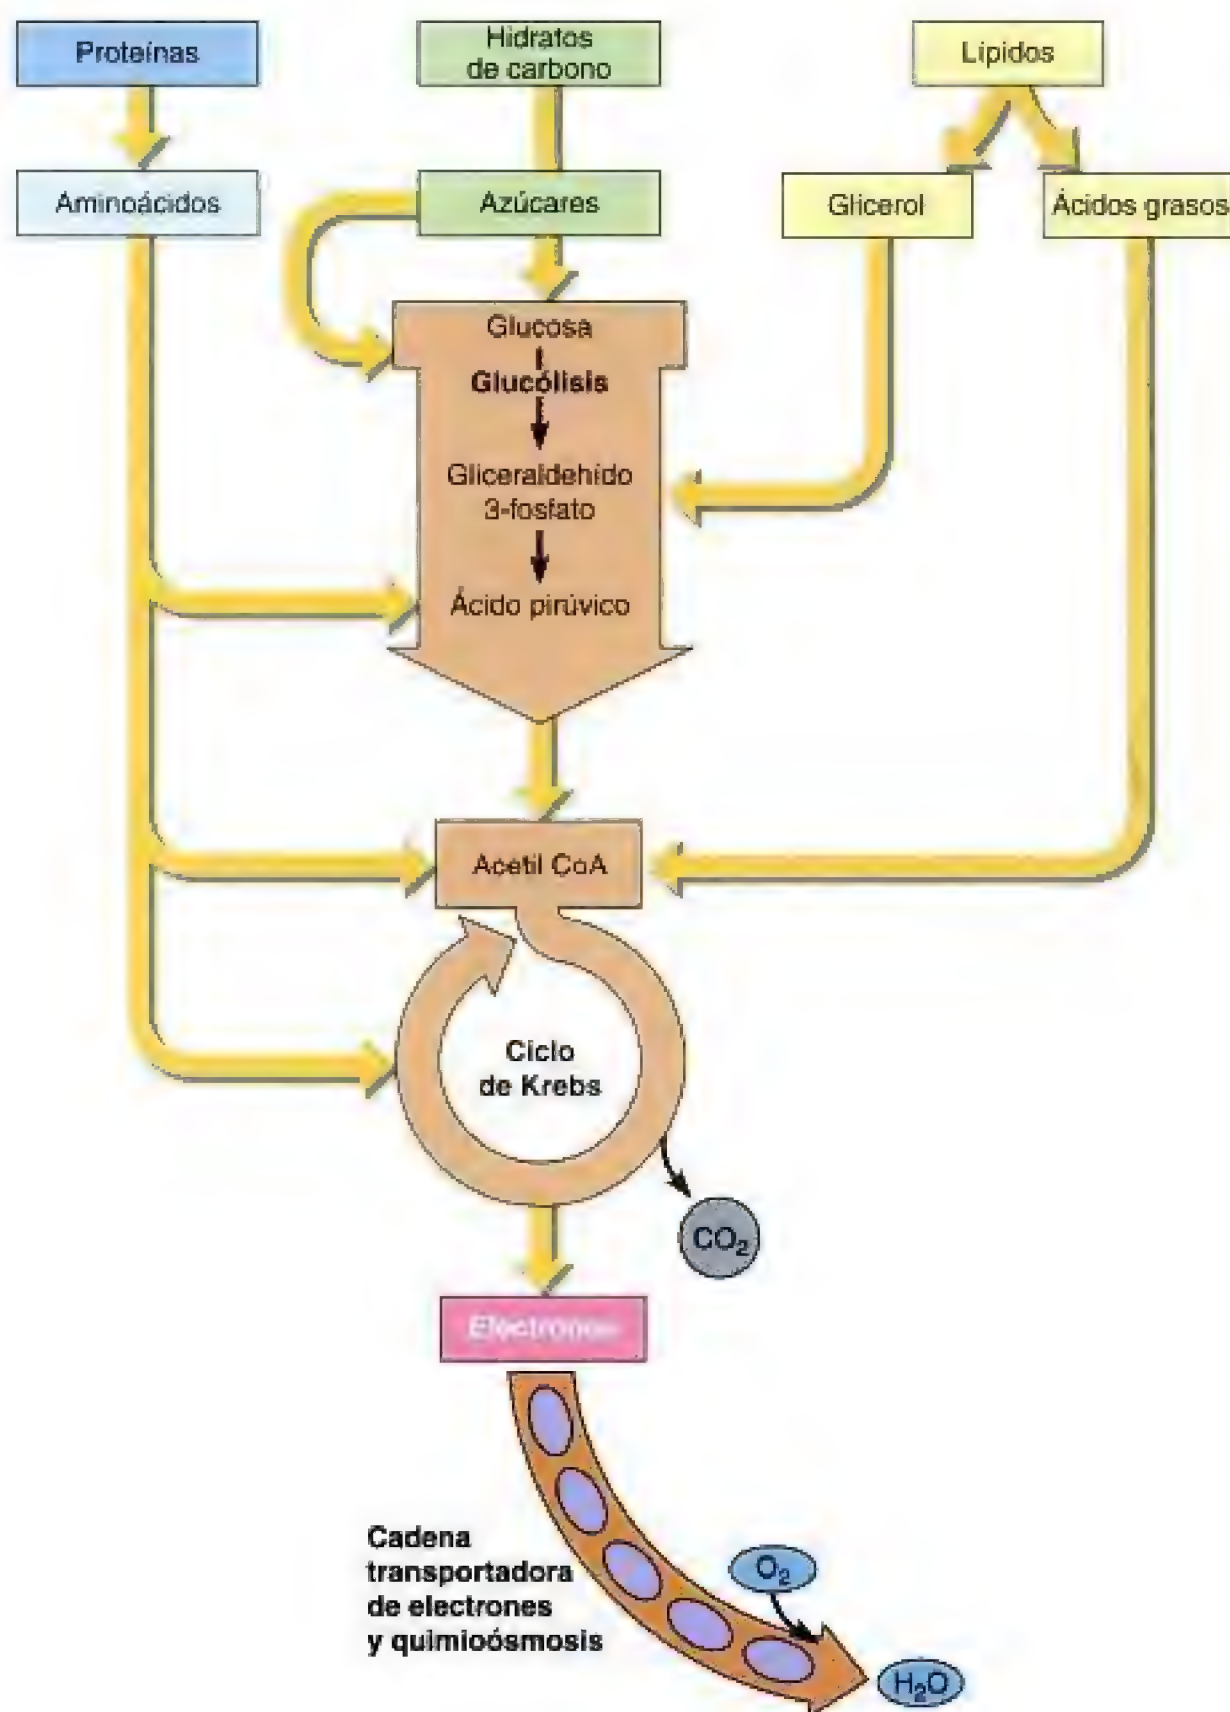 Proteínas
Hidratos
de carbono
Lípidos
Aminoácidos
Azúcares
Glicerol
Ácidos grasos
Glucosa
Glucólisis
Gliceraldehído
3-fosfato
Ácido pirúvico
Acetil CoA
Ciclo
de Krebs
CO₂
Electrones
Cadena
transportadora
de electrones
y quimioósmosis
O₂
H₂O